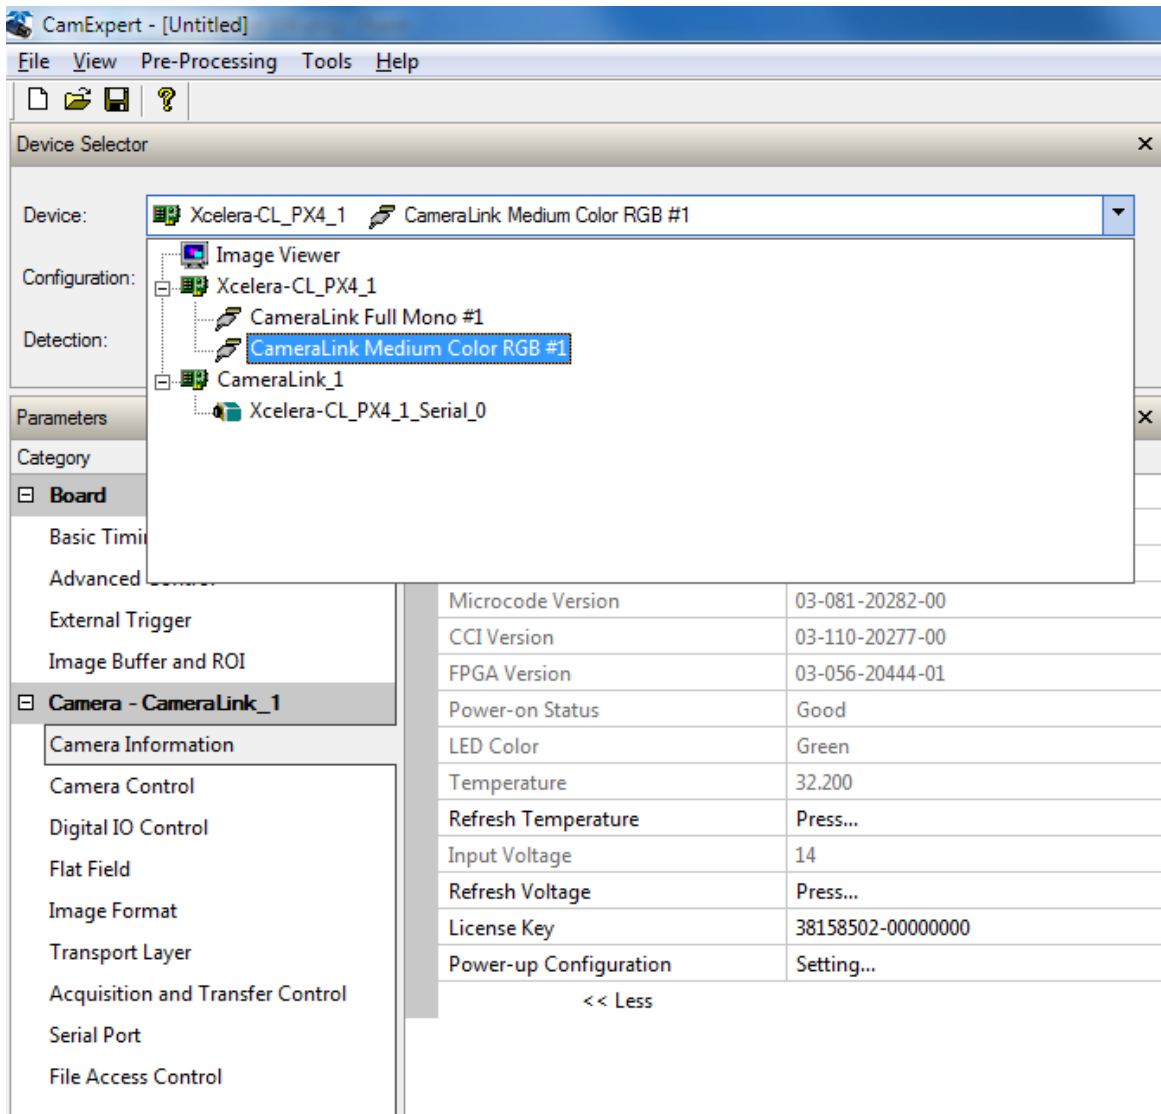 CamExpert - [Untitled]
File View Pre-Processing Tools Help
Device Selector
Device: Xcelera-CL_PX4_1 CameraLink Medium Color RGB #1
Image Viewer
Configuration:
Xcelera-CL_PX4_1
CameraLink Full Mono #1
Detection:
CameraLink Medium Color RGB #1
CameraLink_1
Xcelera-CL_PX4_1_Serial_0
Parameters
Category
Board
Basic Timi
Advanced
External Trigger
Image Buffer and ROI
Camera - CameraLink_1
Camera Information
Camera Control
Digital IO Control
Flat Field
Image Format
Transport Layer
Acquisition and Transfer Control
Serial Port
File Access Control
Microcode Version 03-081-20282-00
CCI Version 03-110-20277-00
FPGA Version 03-056-20444-01
Power-on Status Good
LED Color Green
Temperature 32.200
Refresh Temperature Press...
Input Voltage 14
Refresh Voltage Press...
License Key 38158502-00000000
Power-up Configuration Setting...
<< Less